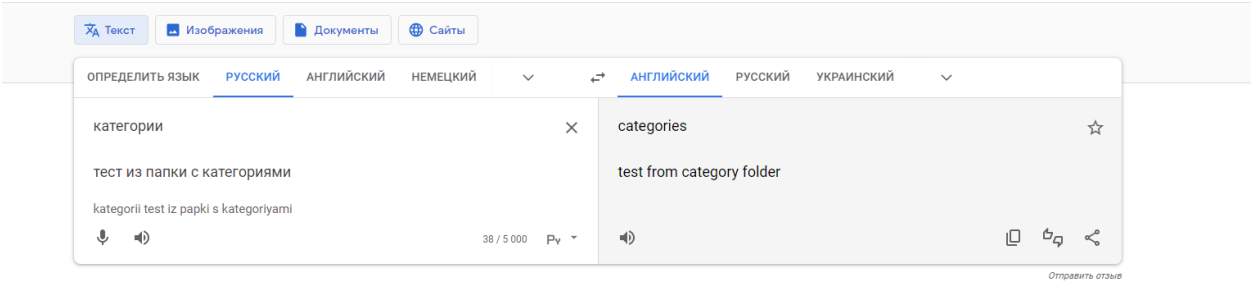 Текст Изображения Документы Сайты
ОПРЕДЕЛИТЬ ЯЗЫК РУССКИЙ АНГЛИЙСКИЙ НЕМЕЦКИЙ АНГЛИЙСКИЙ РУССКИЙ УКРАИНСКИЙ
категории
тест из папки с категориями
kategorii test iz papki s kategoriyami
38 / 5 000 Ру
categories
test from category folder
Отправить отзыв